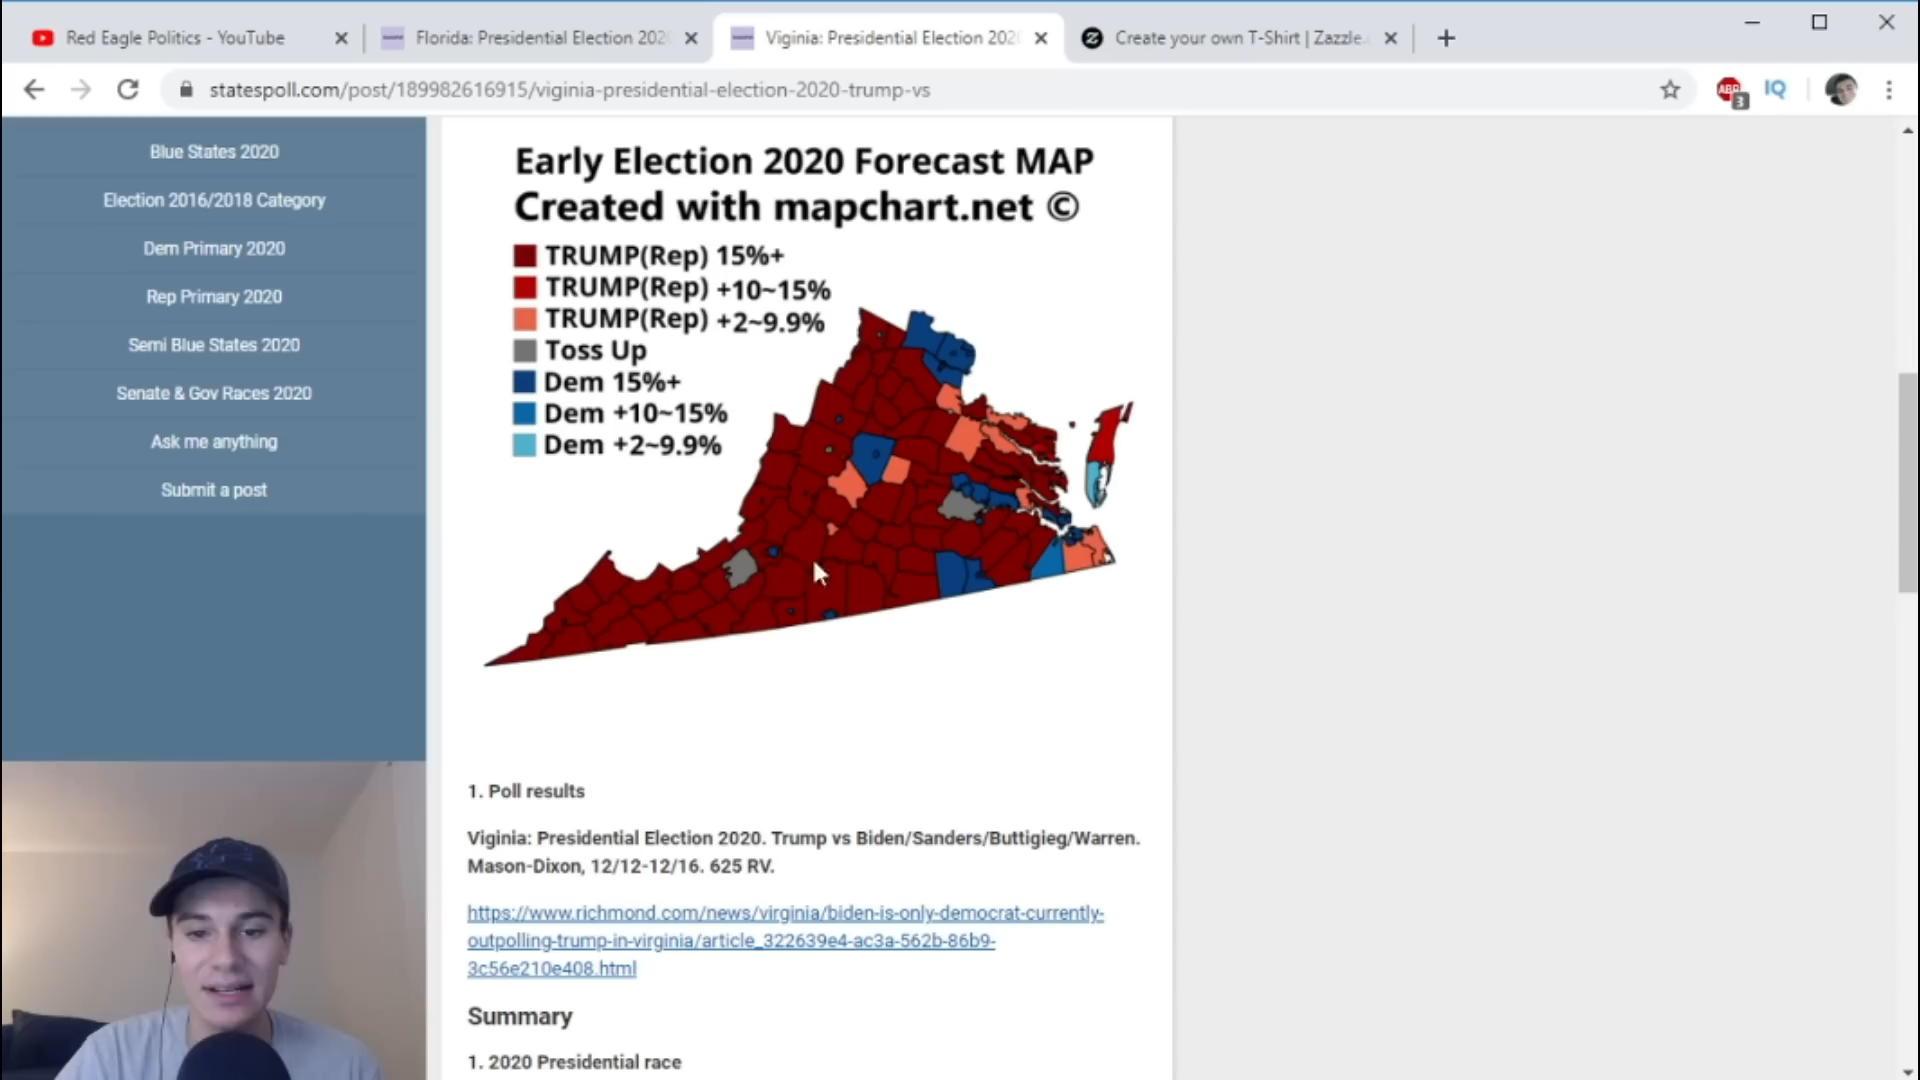 Red Eagle Politics - YouTube
Florida: Presidential Election 202
Viginia: Presidential Election 202
Create your own T-Shirt | Zazzle.
statespoll.com/post/189982616915/viginia-presidential-election-2020-trump-vs
ABP
3
IQ
Blue States 2020
Election 2016/2018 Category
Dem Primary 2020
Rep Primary 2020
Semi Blue States 2020
Senate & Gov Races 2020
Ask me anything
Submit a post
Early Election 2020 Forecast MAP
Created with mapchart.net ©
TRUMP(Rep) 15%+
TRUMP(Rep) +10~15%
TRUMP(Rep) +2~9.9%
Toss Up
Dem 15%+
Dem +10~15%
Dem +2~9.9%
1. Poll results
Viginia: Presidential Election 2020. Trump vs Biden/Sanders/Buttigieg/Warren.
Mason-Dixon, 12/12-12/16. 625 RV.
https://www.richmond.com/news/virginia/biden-is-only-democrat-currently-
outpolling-trump-in-virginia/article_322639e4-ac3a-562b-86b9-
3c56e210e408.html
Summary
1. 2020 Presidential race